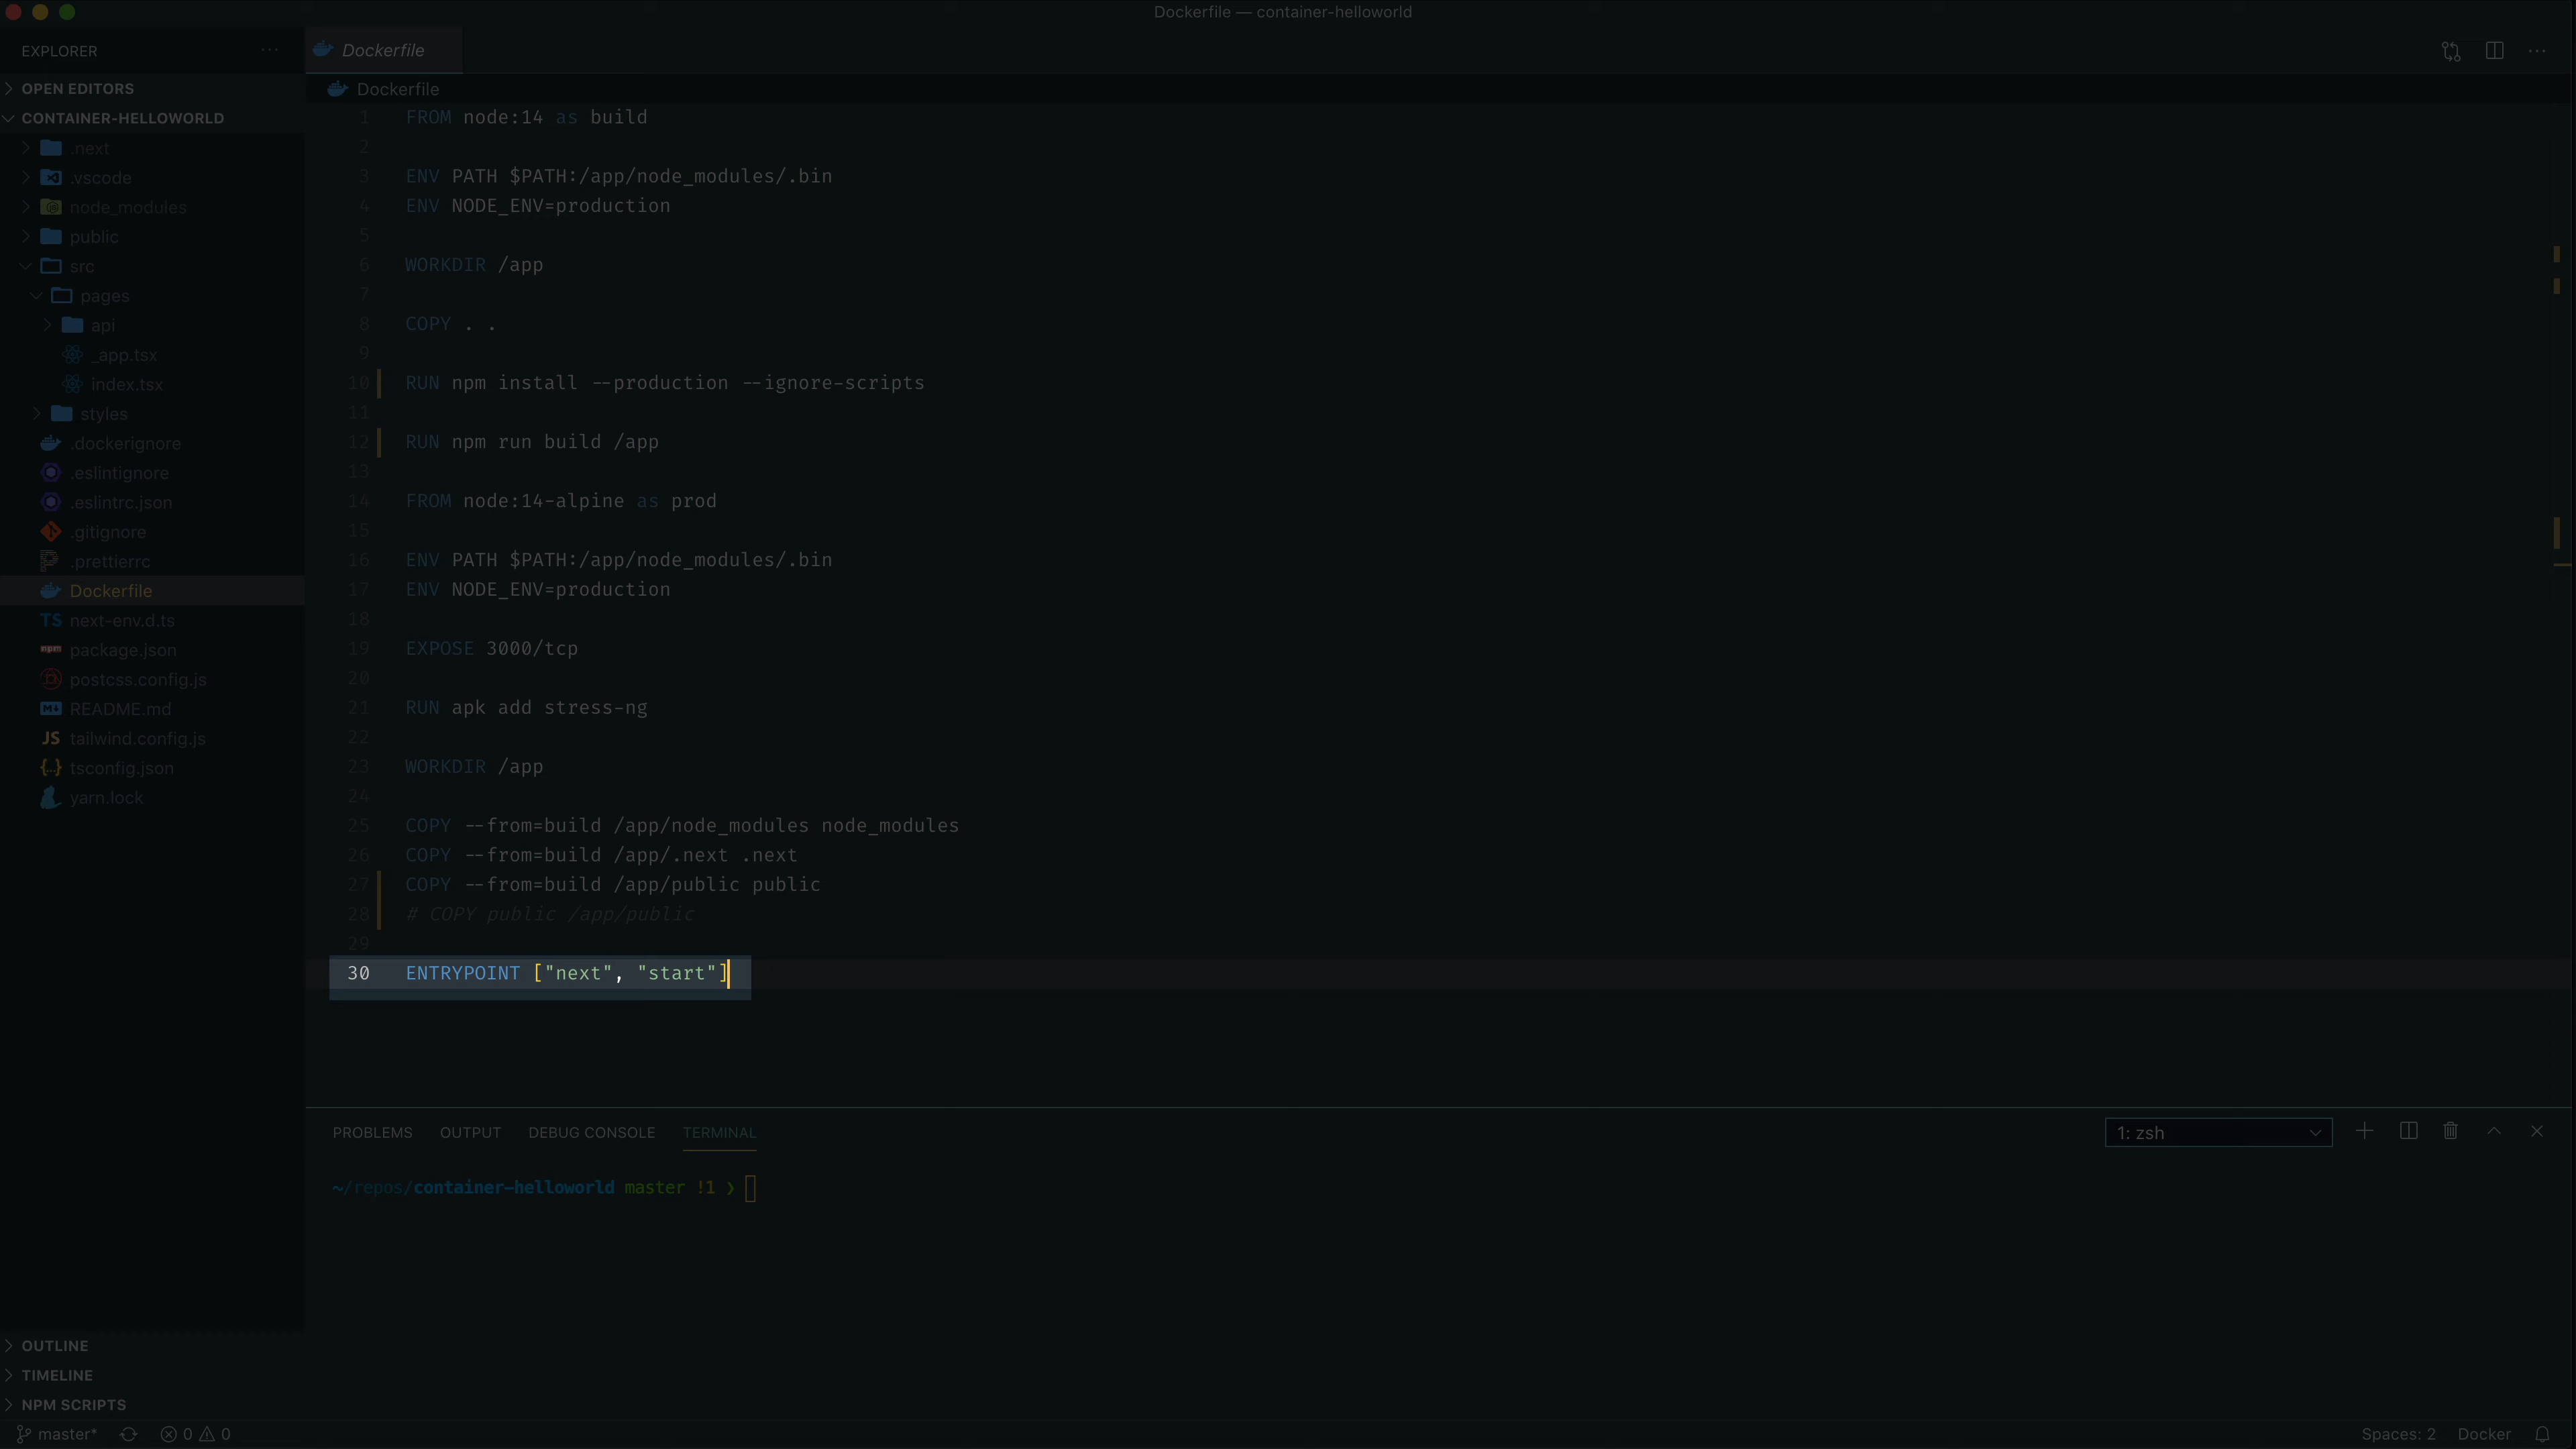 Dockerfile — container-helloworld
EXPLORER
Dockerfile
OPEN EDITORS
Dockerfile
CONTAINER-HELLOWORLD
.next
.vscode
node_modules
public
src
pages
api
_app.tsx
index.tsx
styles
.dockerignore
.eslintignore
.eslintrc.json
.gitignore
.prettierrc
Dockerfile
TS next-env.d.ts
npm package.json
postcss.config.js
M↓ README.md
JS tailwind.config.js
{..} tsconfig.json
yarn.lock
OUTLINE
TIMELINE
NPM SCRIPTS
1 FROM node:14 as build
2
3 ENV PATH $PATH:/app/node_modules/.bin
4 ENV NODE_ENV=production
5
6 WORKDIR /app
7
8 COPY . .
9
10 RUN npm install --production --ignore-scripts
11
12 RUN npm run build /app
13
14 FROM node:14-alpine as prod
15
16 ENV PATH $PATH:/app/node_modules/.bin
17 ENV NODE_ENV=production
18
19 EXPOSE 3000/tcp
20
21 RUN apk add stress-ng
22
23 WORKDIR /app
24
25 COPY --from=build /app/node_modules node_modules
26 COPY --from=build /app/.next .next
27 COPY --from=build /app/public public
28 # COPY public /app/public
29
30 ENTRYPOINT ["next", "start"]
PROBLEMS OUTPUT DEBUG CONSOLE TERMINAL
1: zsh
~/repos/container-helloworld master !1 ❯
master* 0 0
Spaces: 2 Docker